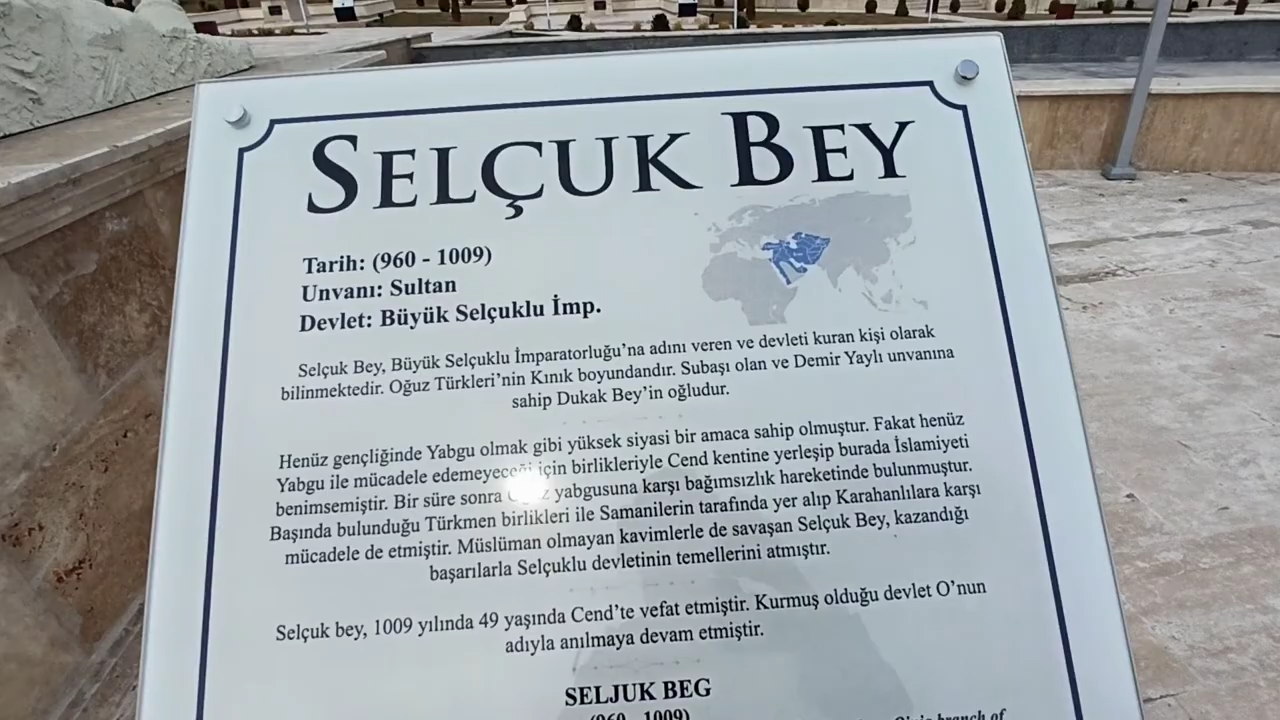 SELÇUK BEY
Tarih: (960 - 1009)
Unvanı: Sultan
Devlet: Büyük Selçuklu İmp.
Selçuk Bey, Büyük Selçuklu İmparatorluğu’na adını veren ve devleti kuran kişi olarak
bilinmektedir. Oğuz Türkleri’nin Kınık boyundandır. Subaşı olan ve Demir Yaylı unvanına
sahip Dukak Bey’in oğludur.
Henüz gençliğinde Yabgu olmak gibi yüksek siyasi bir amaca sahip olmuştur. Fakat henüz
Yabgu ile mücadele edemeyeceği için birlikleriyle Cend kentine yerleşip burada İslamiyeti
benimsemiştir. Bir süre sonra yabgusuna karşı bağımsızlık hareketinde bulunmuştur.
Başında bulunduğu Türkmen birlikleri ile Samanilerin tarafında yer alıp Karahanlılara karşı
mücadele de etmiştir. Müslüman olmayan kavimlerle de savaşan Selçuk Bey, kazandığı
başarılarla Selçuklu devletinin temellerini atmıştır.
Selçuk bey, 1009 yılında 49 yaşında Cend’te vefat etmiştir. Kurmuş olduğu devlet O’nun
adıyla anılmaya devam etmiştir.
SELJUK BEG
(960 - 1009)
branch of